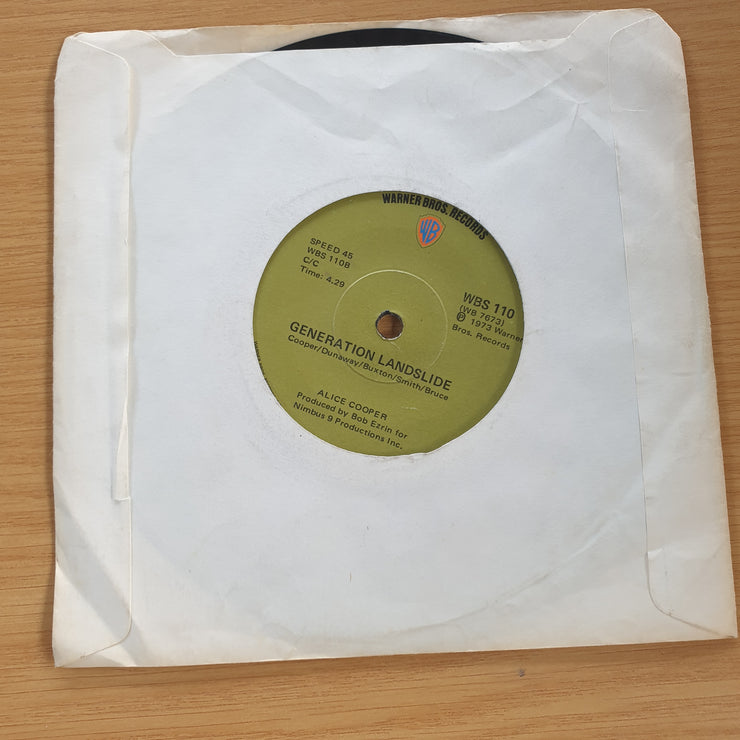 WARNER BROS. RECORDS
WB
SPEED 45
WBS 110B
C/C
Time: 4.29
WBS 110
(WB 7673)
Ⓟ 1973 Warner
Bros. Records
GENERATION LANDSLIDE
Cooper/Dunaway/Buxton/Smith/Bruce
ALICE COOPER
Produced by Bob Ezrin for
Nimbus 9 Productions Inc.